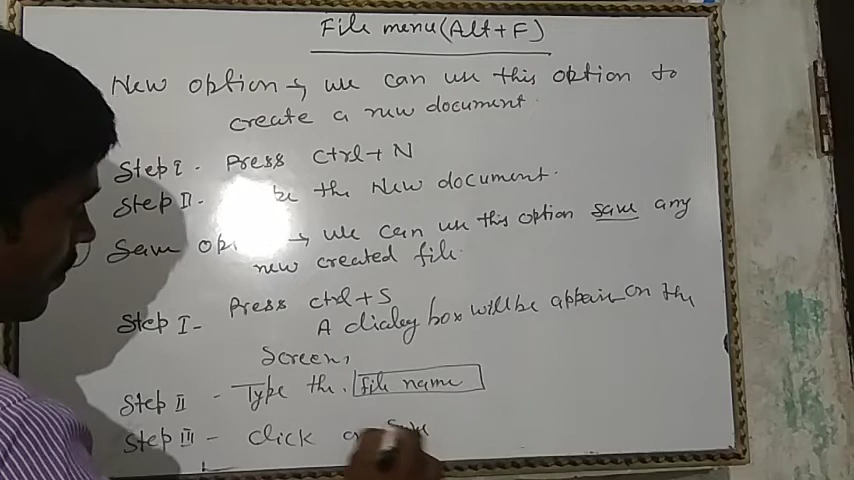 File menu (Alt+F)
New option → we can use this option to
create a new document.
Step I - Press ctrl+N
Step II - the New document.
Save → we can use this option save any
new created file.
Step I - Press ctrl+S
A dialog box will be appear on the
Screen,
Step II - Type the. File name
Step III - click